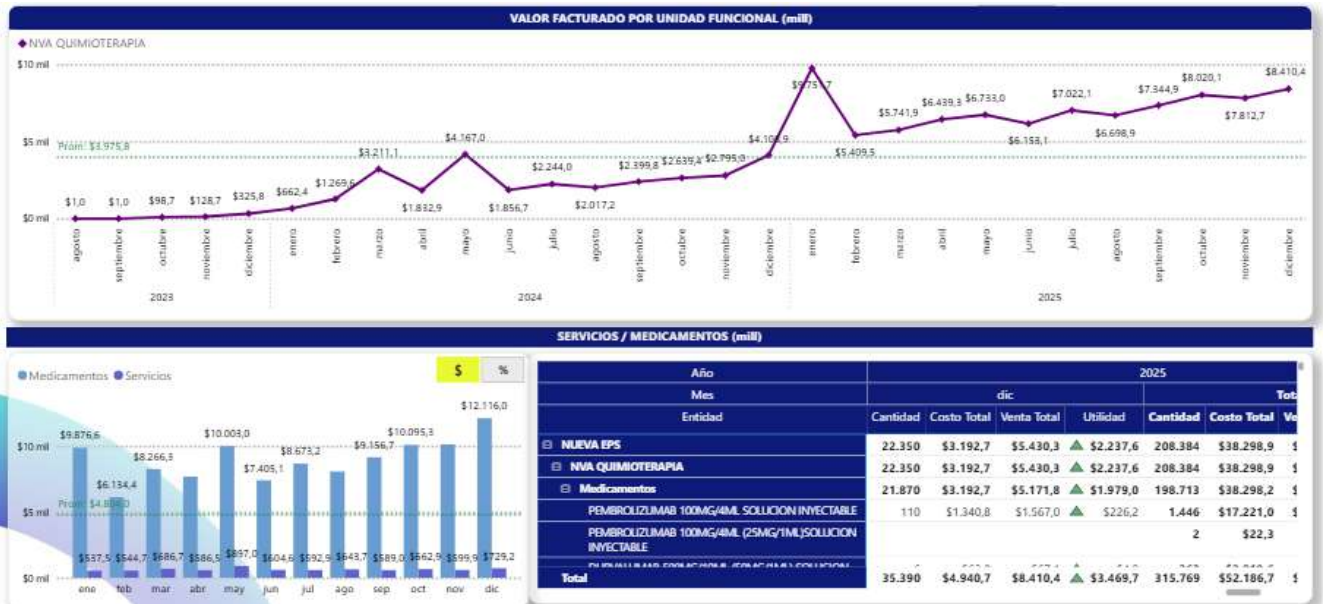 VALOR FACTURADO POR UNIDAD FUNCIONAL (mill)
NVA QUIMIOTERAPIA
$10 mil
$5 mil
$0 mil
Prom: $3.975,8
$1,0 $1,0 $98,7 $128,7 $325,8 $662,4 $1.269,6 $3.211,1 $1.832,9 $4.167,0 $1.856,7 $2.244,0 $2.017,2 $2.399,8 $2.639,4 $2.795,0 $4.103,9 $9.751,7 $5.409,5 $5.741,9 $6.439,3 $6.733,0 $6.153,1 $7.022,1 $6.698,9 $7.344,9 $8.020,1 $7.812,7 $8.410,4
agosto septiembre octubre noviembre diciembre enero febrero marzo abril mayo junio julio agosto septiembre octubre noviembre diciembre enero febrero marzo abril mayo junio julio agosto septiembre octubre noviembre diciembre
2023 2024 2025
SERVICIOS / MEDICAMENTOS (mill)
Medicamentos Servicios
$ %
$10 mil
$5 mil
$0 mil
$9.876,6 $6.134,4 $8.266,3 $10.003,0 $7.405,1 $8.673,2 $9.156,7 $10.095,3 $12.116,0
$537,5 $544,7 $686,7 $586,5 $897,0 $604,6 $592,9 $643,7 $589,0 $662,9 $599,9 $729,2
ene feb mar abr may jun jul ago sep oct nov dic
Año 2025
Mes dic
Entidad Cantidad Costo Total Venta Total Utilidad Cantidad Costo Total
NUEVA EPS 22.350 $3.192,7 $5.430,3 $2.237,6 208.384 $38.298,9
NVA QUIMIOTERAPIA 22.350 $3.192,7 $5.430,3 $2.237,6 208.384 $38.298,9
Medicamentos 21.870 $3.192,7 $5.171,8 $1.979,0 198.713 $38.298,2
PEMBROLIZUMAB 100MG/4ML SOLUCION INYECTABLE 110 $1.340,8 $1.567,0 $226,2 1.446 $17.221,0
PEMBROLIZUMAB 100MG/4ML (25MG/1ML)SOLUCION
INYECTABLE 2 $22,3
Total 35.390 $4.940,7 $8.410,4 $3.469,7 315.769 $52.186,7